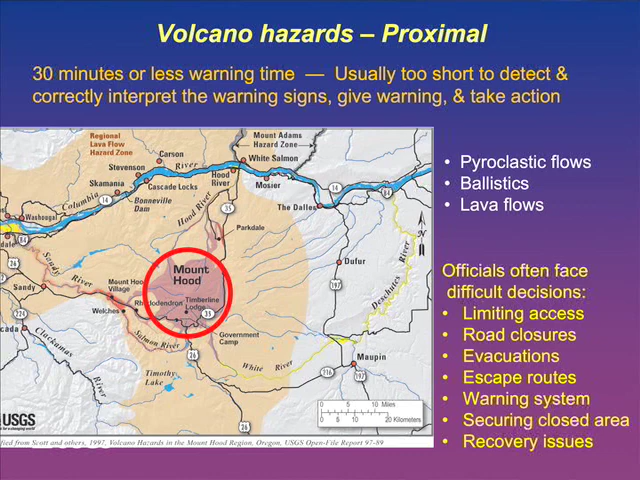 Volcano hazards – Proximal
30 minutes or less warning time — Usually too short to detect &
correctly interpret the warning signs, give warning, & take action
Regional
Lava Flow
Hazard Zone
Mount Adams
Hazard Zone
Carson
Stevenson
White Salmon
Skamania
Cascade Locks
Hood
River
Mosier
Columbia
River
14
Bonneville
Dam
Hood River
35
The Dalles
14
84
Washougal
dale
84
26
Parkdale
Sandy
River
Dufur
197
Deschutes River
N
Mount
Hood
Mount Hoo
Village
Sandy
Rhododendron
Timberline
Lodge
35
Welches
224
26
cada
Clackamas
River
Salmon River
Government
Camp
26
White River
216
197
Maupin
Timothy
Lake
USGS
0 5 10 Miles
0 5 10 20 Kilometers
fied from Scott and others, 1997, Volcano Hazards in the Mount Hood Region, Oregon, USGS Open-File Report 97-89
• Pyroclastic flows
• Ballistics
• Lava flows
Officials often face
difficult decisions:
• Limiting access
• Road closures
• Evacuations
• Escape routes
• Warning system
• Securing closed area
• Recovery issues